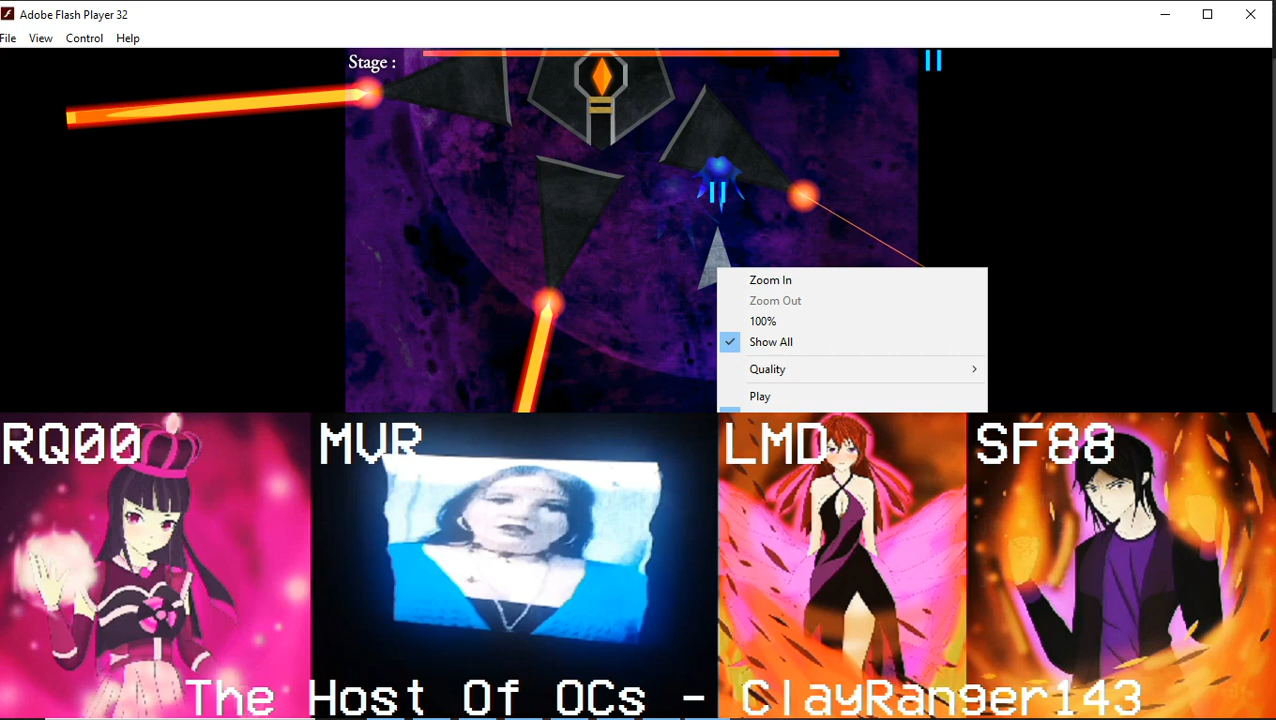 Adobe Flash Player 32
File View Control Help
Stage :
Zoom In
Zoom Out
100%
Show All
Quality
Play
RQ00 MVR LMD SF88
The Host Of OCs - ClayRanger143